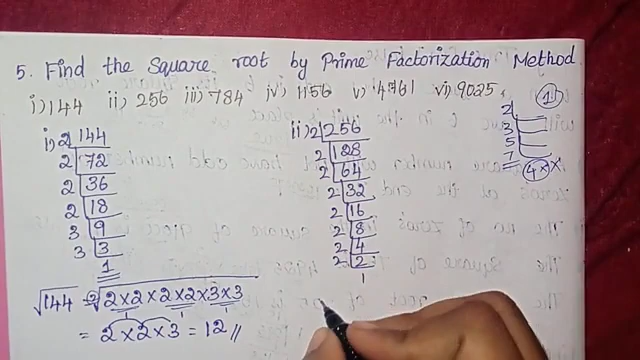 5. Find the Square root by Prime Factorization Method
i) 144 ii) 256 iii) 784 iv) 1156 v) 4761 vi) 9025
i) 2 | 144
2 | 72
2 | 36
2 | 18
3 | 9
3 | 3
1
√144 = √2×2×2×2×3×3
= 2×2×3 = 12 //
ii) 2 | 256
2 | 128
2 | 64
2 | 32
2 | 16
2 | 8
2 | 4
2 | 2
1
1
2
3
5
7
4 × ×